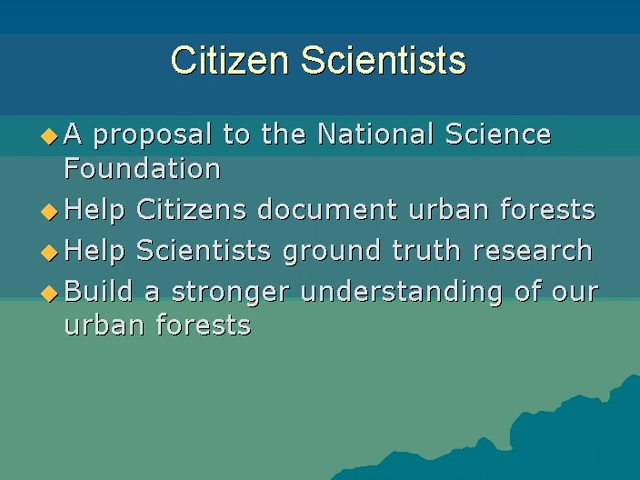 Citizen Scientists
A proposal to the National Science
Foundation
Help Citizens document urban forests
Help Scientists ground truth research
Build a stronger understanding of our
urban forests